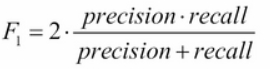 F₁ = 2 · precision · recall / precision + recall